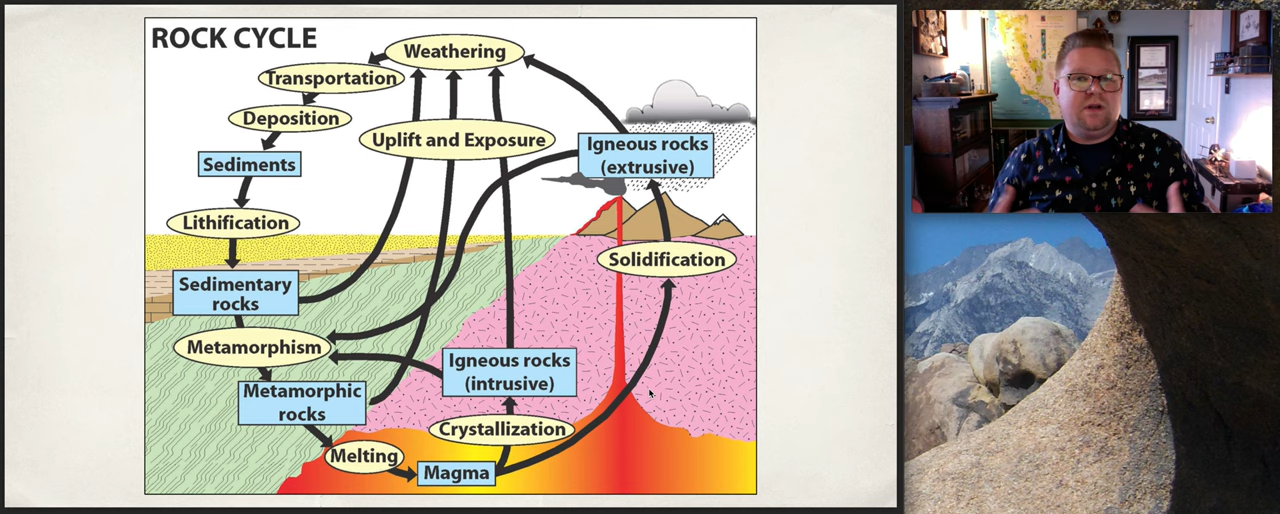 ROCK CYCLE
Weathering
Transportation
Deposition
Uplift and Exposure
Igneous rocks
(extrusive)
Sediments
Lithification
Solidification
Sedimentary
rocks
Metamorphism
Igneous rocks
(intrusive)
Metamorphic
rocks
Crystallization
Melting
Magma